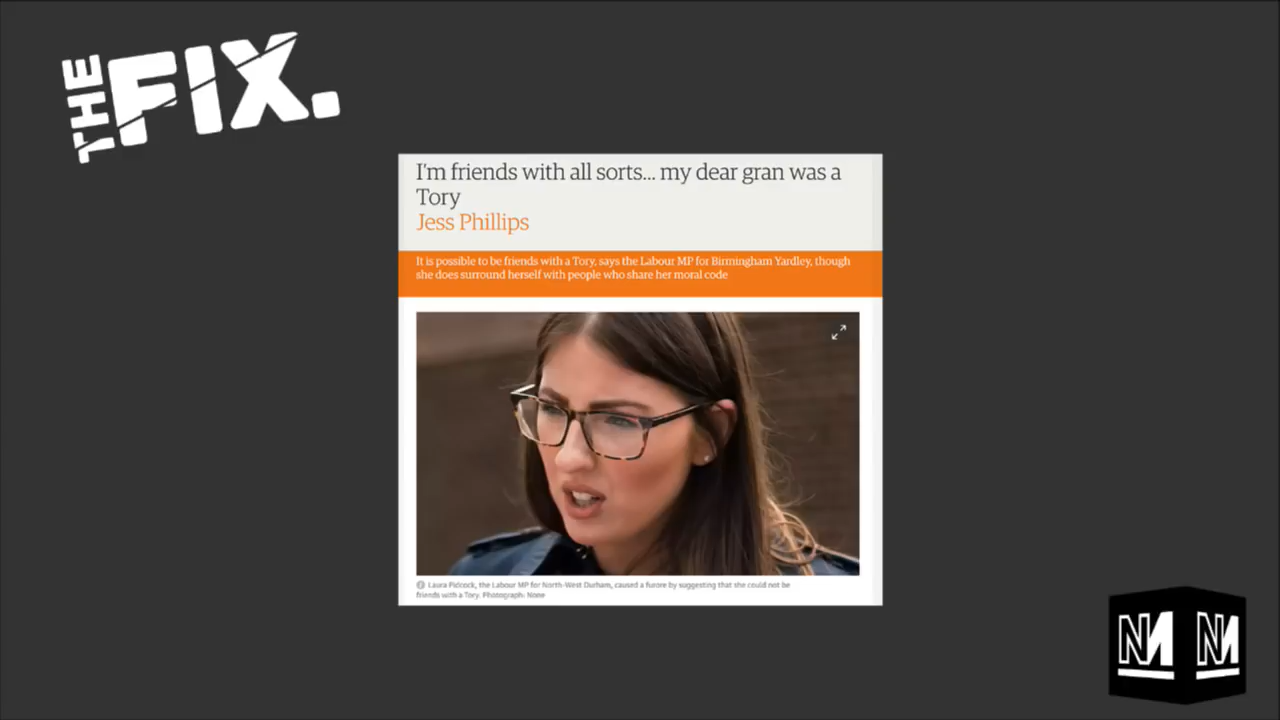 THE FIX.
I'm friends with all sorts... my dear gran was a
Tory
Jess Phillips
It is possible to be friends with a Tory, says the Labour MP for Birmingham Yardley, though
she does surround herself with people who share her moral code
Laura Pidcock, the Labour MP for North-West Durham, caused a furore by suggesting that she could not be
friends with a Tory. Photograph: None
NM NM